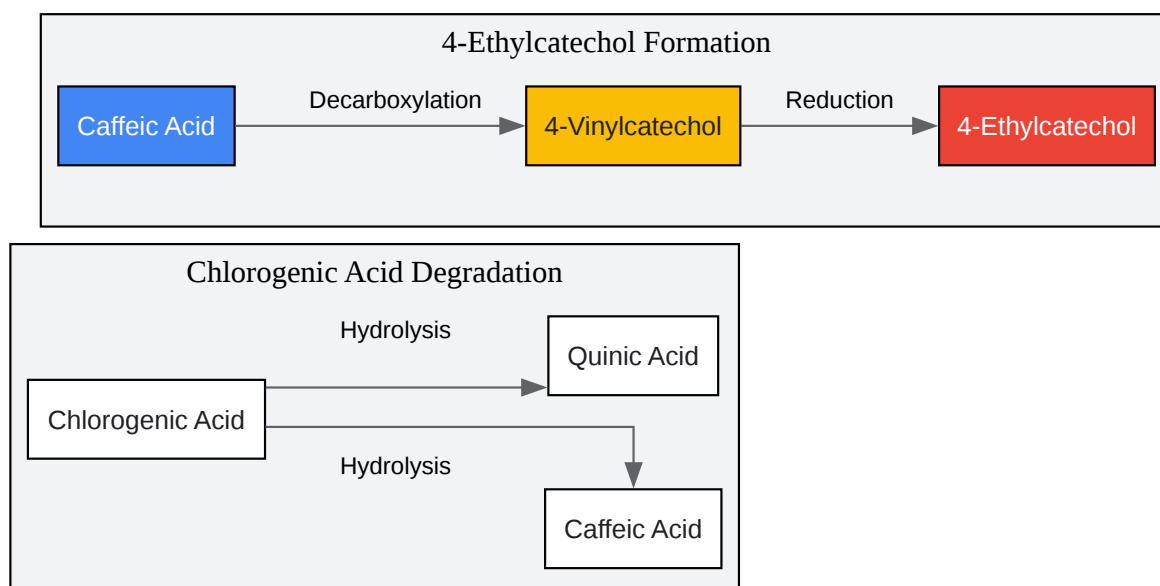 4-Ethylcatechol Formation
Decarboxylation
Reduction
Caffeic Acid
4-Vinylcatechol
4-Ethylcatechol
Chlorogenic Acid Degradation
Hydrolysis
Quinic Acid
Chlorogenic Acid
Hydrolysis
Caffeic Acid